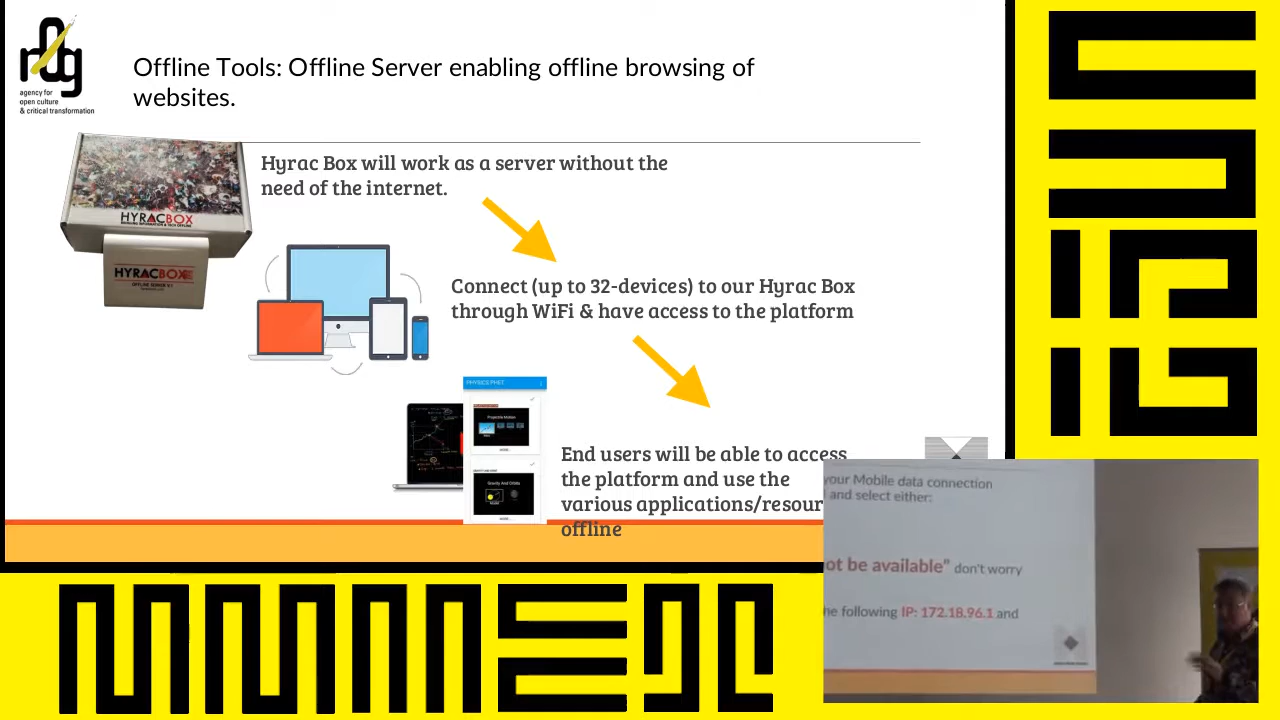 r0g
agency for
open culture
& critical transformation
Offline Tools: Offline Server enabling offline browsing of
websites.
Hyrac Box will work as a server without the
need of the internet.
HYRACBOX
HYRACBOX
OFFLINE SERVER
Connect (up to 32-devices) to our Hyrac Box
through WiFi & have access to the platform
PHYSICS PHET
Projectile Motion
MORE...
Gravity And Orbits
MORE...
End users will be able to access
the platform and use the
various applications/resour
offline
your Mobile data connection
and select either:
ot be available" don't worry
he following IP: 172.18.96.1 and